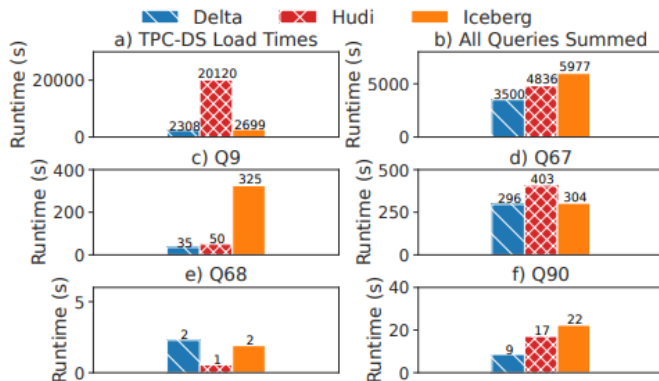 Delta Hudi Iceberg
a) TPC-DS Load Times
Runtime (s)
20000
0
2308
20120
2699
b) All Queries Summed
Runtime (s)
5000
0
3500
4836
5977
c) Q9
Runtime (s)
400
200
0
35
50
325
d) Q67
Runtime (s)
500
250
0
296
403
304
e) Q68
Runtime (s)
5
0
2
1
2
f) Q90
Runtime (s)
40
20
0
9
17
22